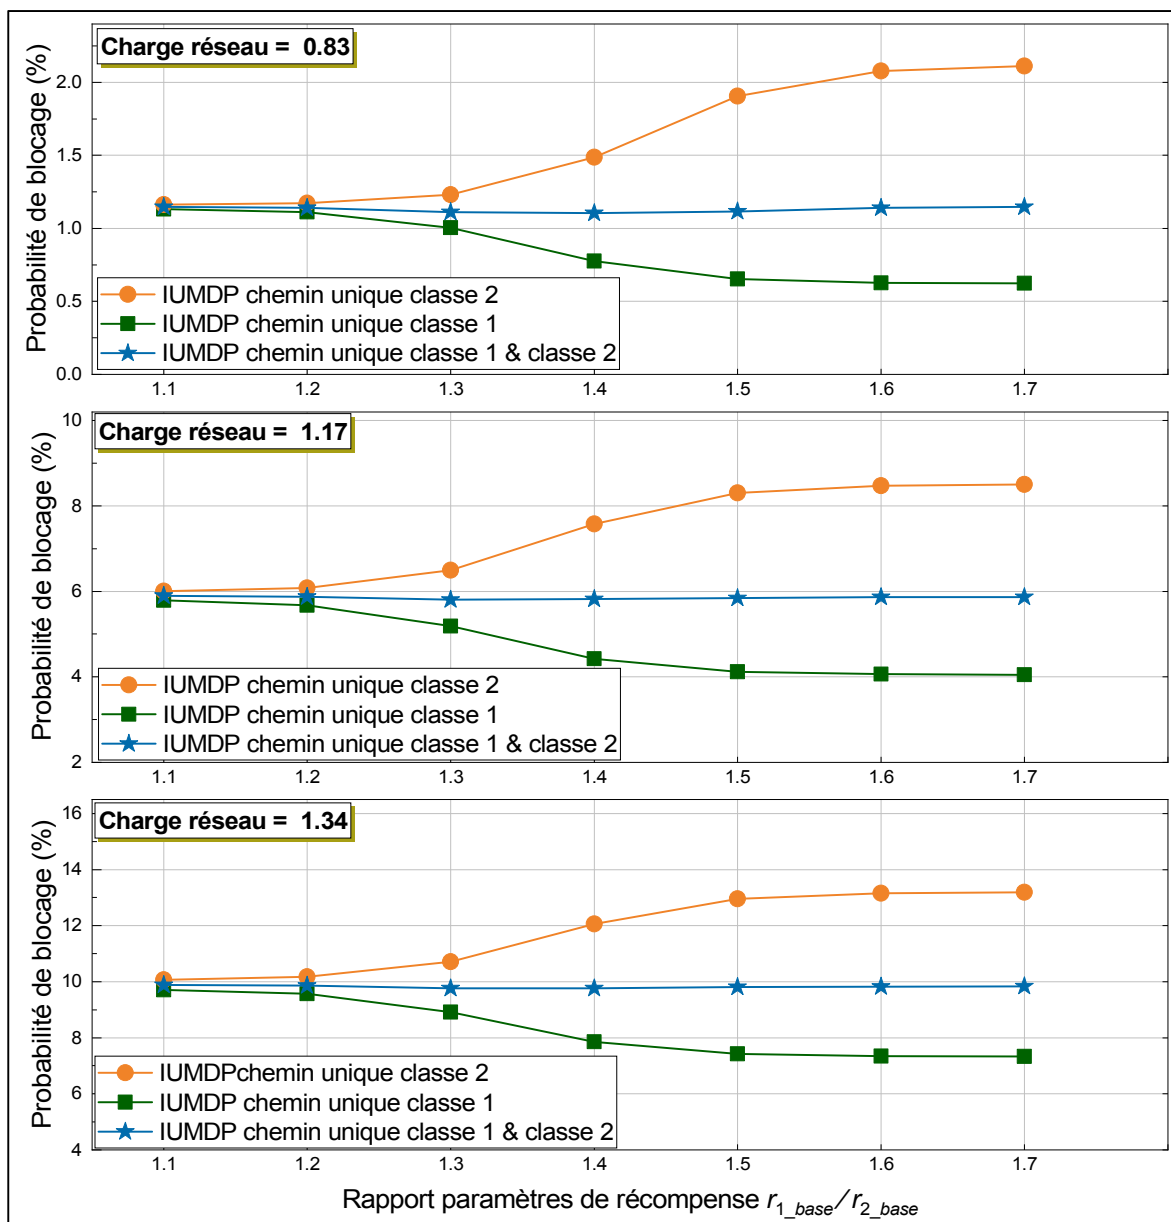 Charge réseau = 0.83
Probabilité de blocage (%)
2.0
1.5
1.0
0.5
0.0
IUMDP chemin unique classe 2
IUMDP chemin unique classe 1
IUMDP chemin unique classe 1 & classe 2
1.1 1.2 1.3 1.4 1.5 1.6 1.7
Charge réseau = 1.17
Probabilité de blocage (%)
10
8
6
4
2
IUMDP chemin unique classe 2
IUMDP chemin unique classe 1
IUMDP chemin unique classe 1 & classe 2
1.1 1.2 1.3 1.4 1.5 1.6 1.7
Charge réseau = 1.34
Probabilité de blocage (%)
16
14
12
10
8
6
4
IUMDPchemin unique classe 2
IUMDP chemin unique classe 1
IUMDP chemin unique classe 1 & classe 2
1.1 1.2 1.3 1.4 1.5 1.6 1.7
Rapport paramètres de récompense r1_base/r2_base